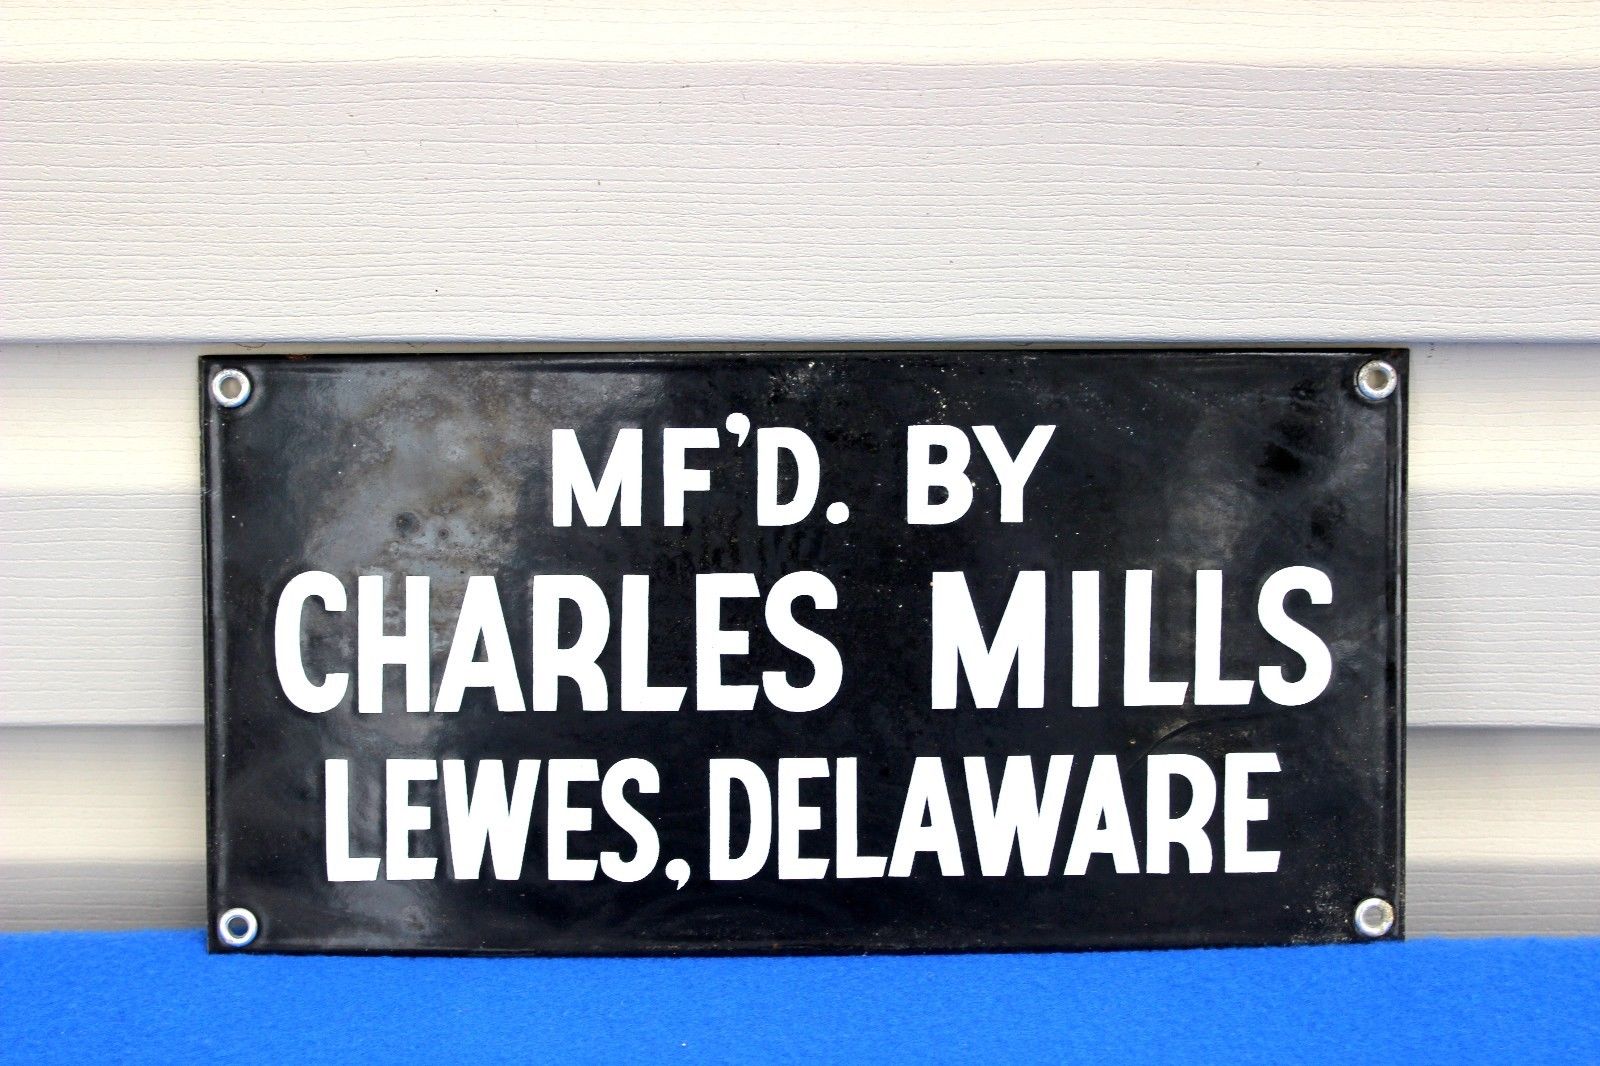 MF'D. BY
CHARLES MILLS
LEWES, DELAWARE